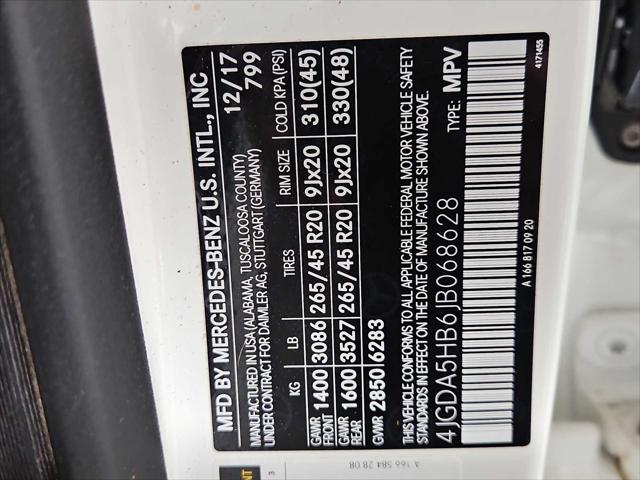 MFD BY MERCEDES-BENZ U.S. INTL., INC
12/17
799
MANUFACTURED IN USA (ALABAMA, TUSCALOOSA COUNTY)
UNDER CONTRACT FOR DAIMLER AG, STUTTGART (GERMANY)
KG LB TIRES RIM SIZE COLD KPA (PSI)
GAWR FRONT 1400 3086 265/45 R20 9Jx20 310(45)
GAWR REAR 1600 3527 265/45 R20 9Jx20 330(48)
GVWR 2850 6283
THIS VEHICLE CONFORMS TO ALL APPLICABLE FEDERAL MOTOR VEHICLE SAFETY
STANDARDS IN EFFECT ON THE DATE OF MANUFACTURE SHOWN ABOVE.
4JGDA5HB6JB068628 TYPE: MPV
A 166 817 09 20
4171455
A 166 584 28 08
3